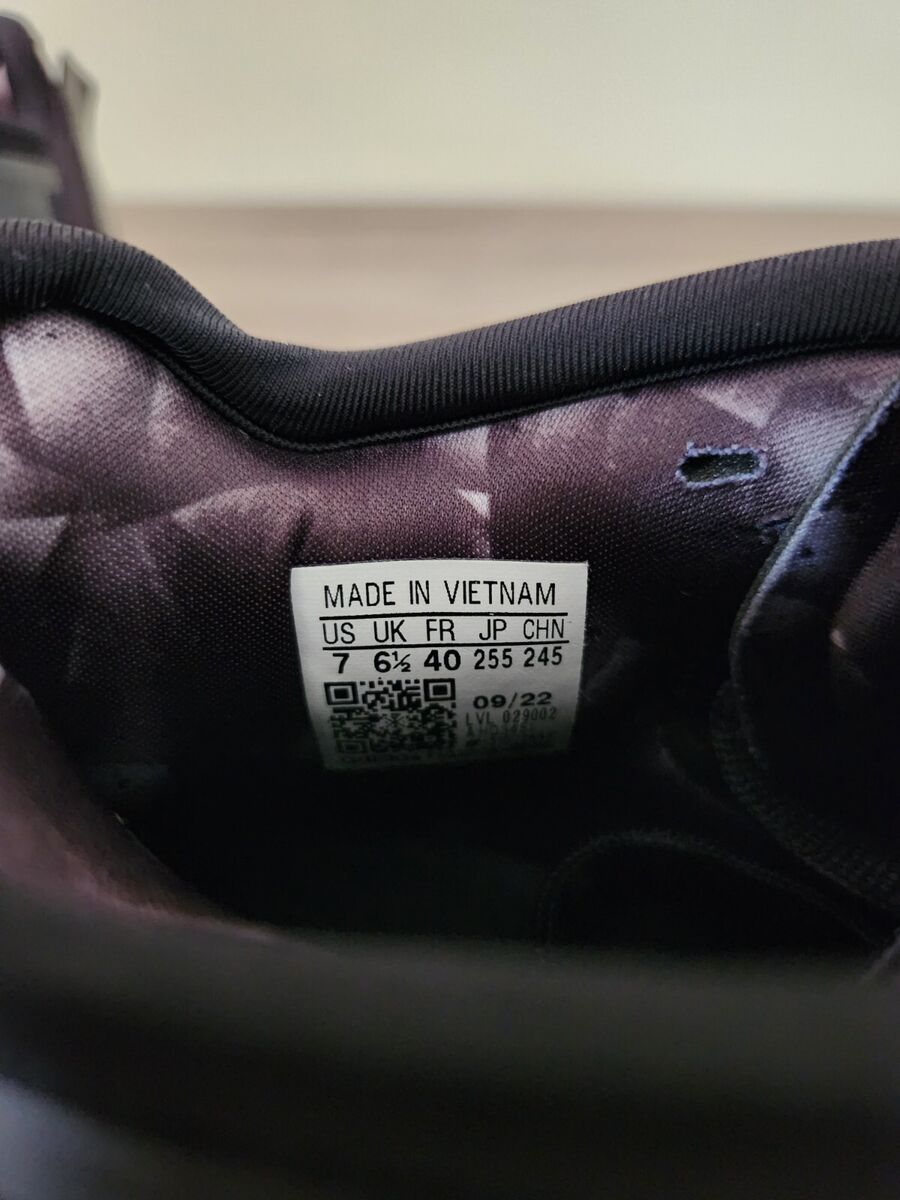 MADE IN VIETNAM
US UK FR JP CHN
7 6½ 40 255 245
09/22
LVL 029002